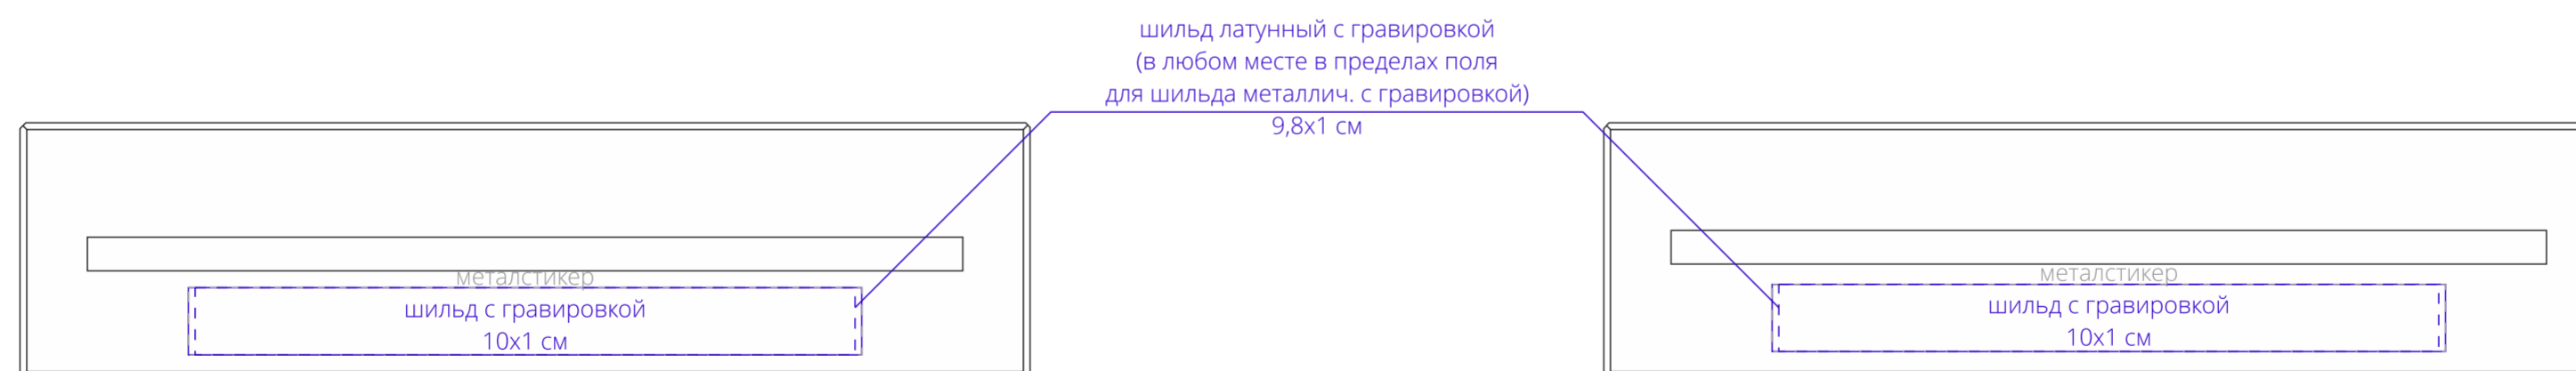 шильд латунный с гравировкой
(в любом месте в пределах поля
для шильда металлич. с гравировкой)
9,8х1 см
металстикер
шильд с гравировкой
10х1 см
металстикер
шильд с гравировкой
10х1 см